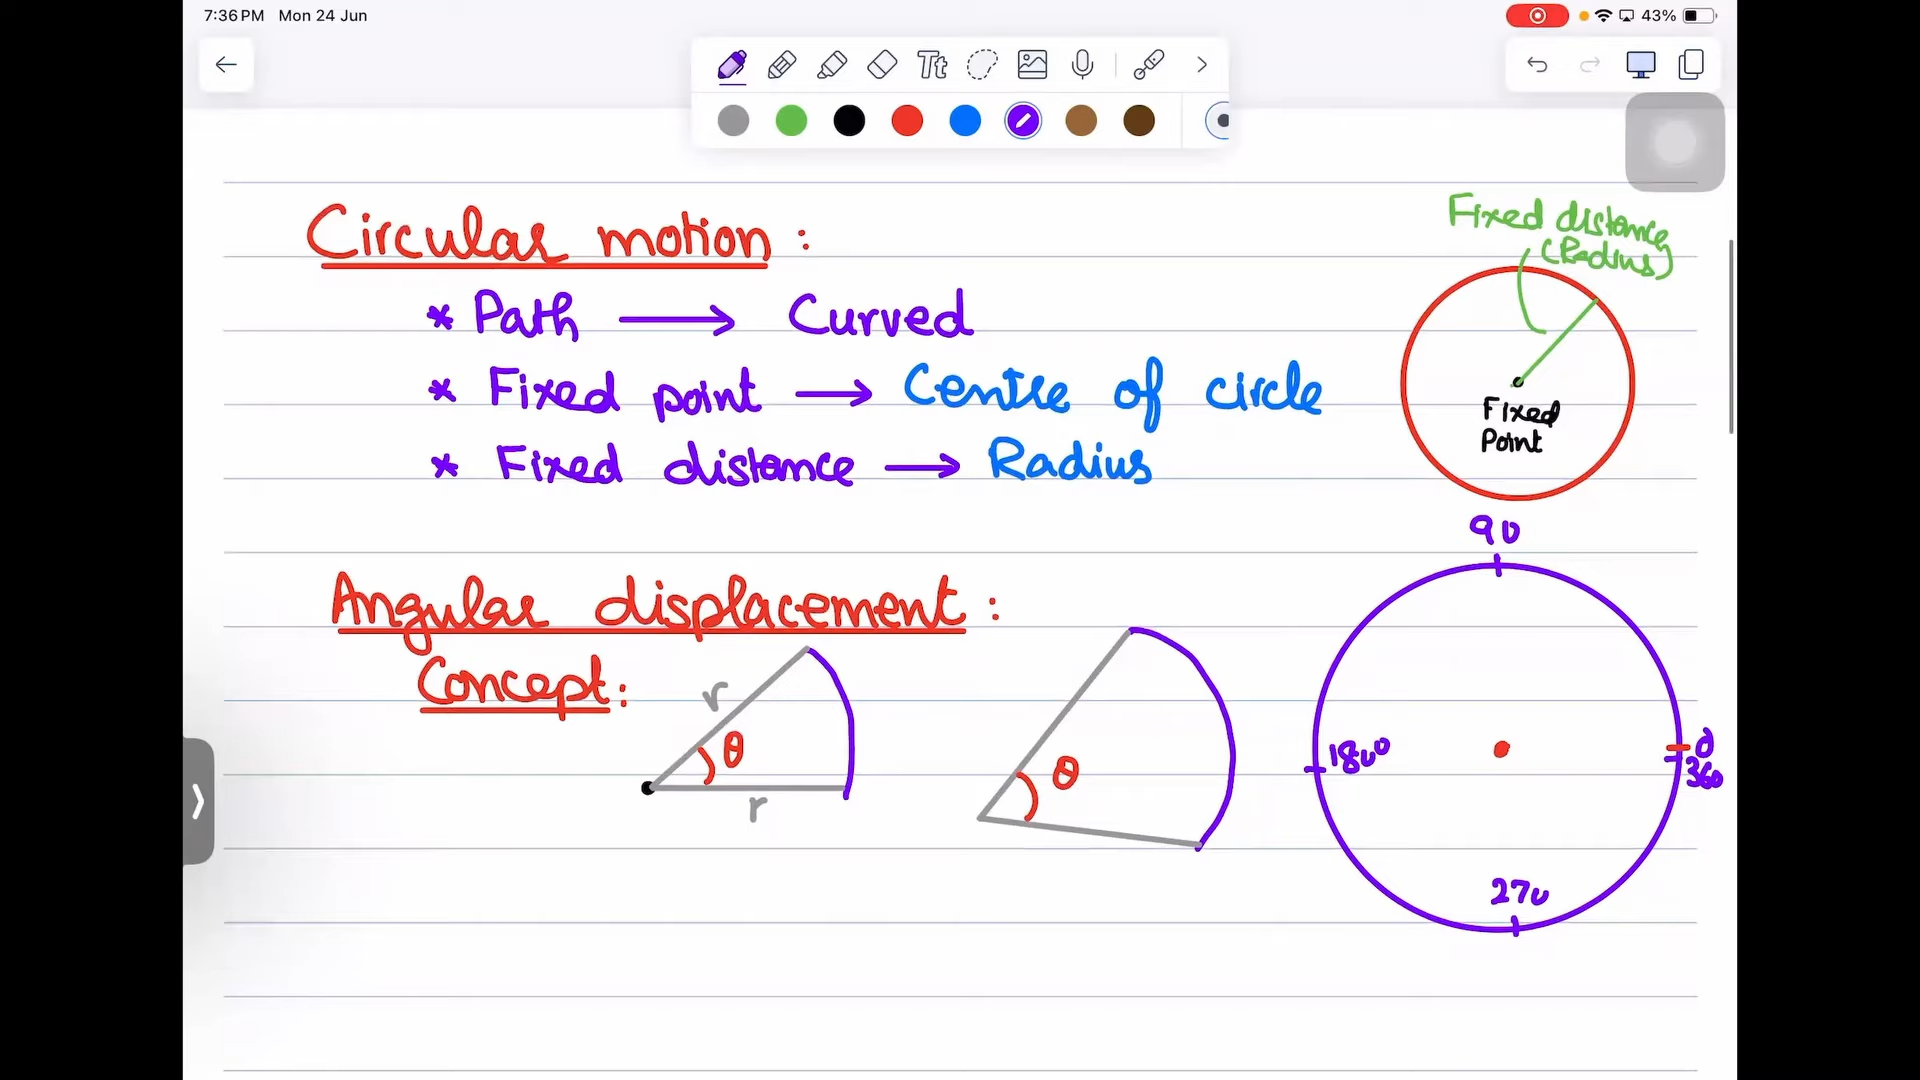 7:36 PM Mon 24 Jun
43%
Tt
Circular motion :
* Path → Curved
* Fixed point → Centre of circle
* Fixed distance → Radius
Fixed distance
(Radius)
Fixed
Point
Angular displacement :
Concept :
r
θ
r
θ
90
180°
0
360
270